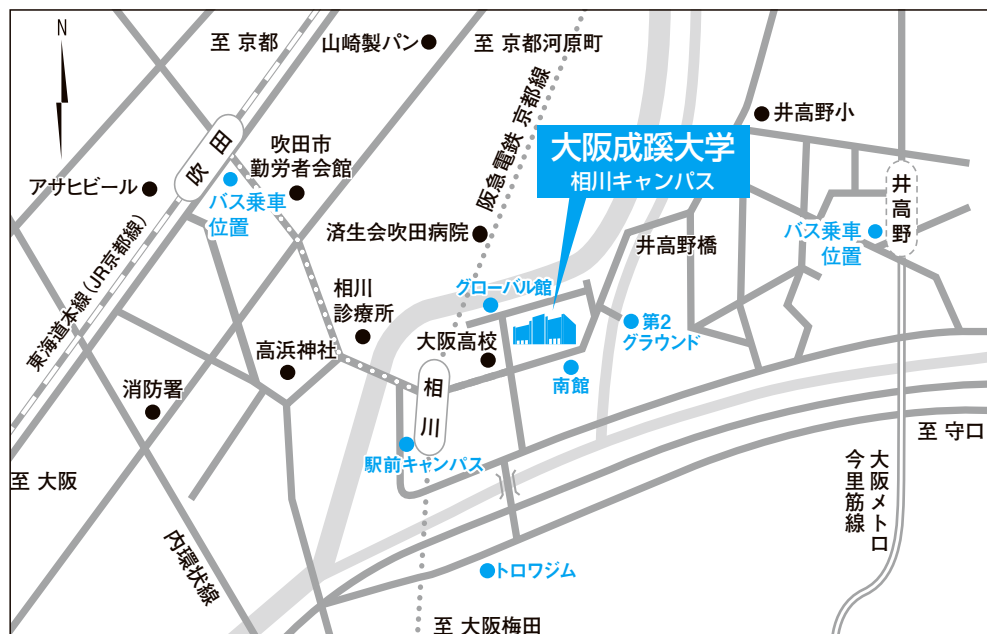 N
至 京都
山崎製パン
至 京都河原町
阪急電鉄 京都線
井高野小
大阪成蹊大学
相川キャンパス
吹田
吹田市
勤労者会館
アサヒビール
バス乗車
位置
井高野
済生会吹田病院
井高野橋
バス乗車
位置
東海道本線(JR京都線)
グローバル館
相川
診療所
第2
グラウンド
大阪高校
高浜神社
南館
消防署
相川
至 守口
駅前キャンパス
至 大阪
大阪メトロ
今里筋線
内環状線
トロワジム
至 大阪梅田